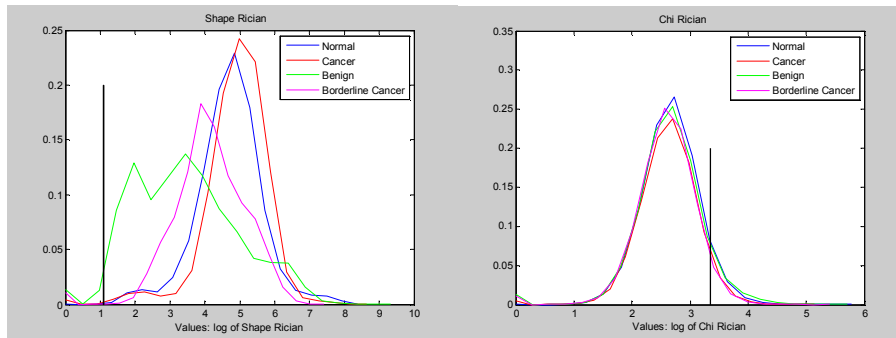 Shape Rician
0.25
0.2
0.15
0.1
0.05
0
0 1 2 3 4 5 6 7 8 9 10
Values: log of Shape Rician
Normal
Cancer
Benign
Borderline Cancer
Chi Rician
0.35
0.3
0.25
0.2
0.15
0.1
0.05
0
0 1 2 3 4 5 6
Values: log of Chi Rician
Normal
Cancer
Benign
Borderline Cancer